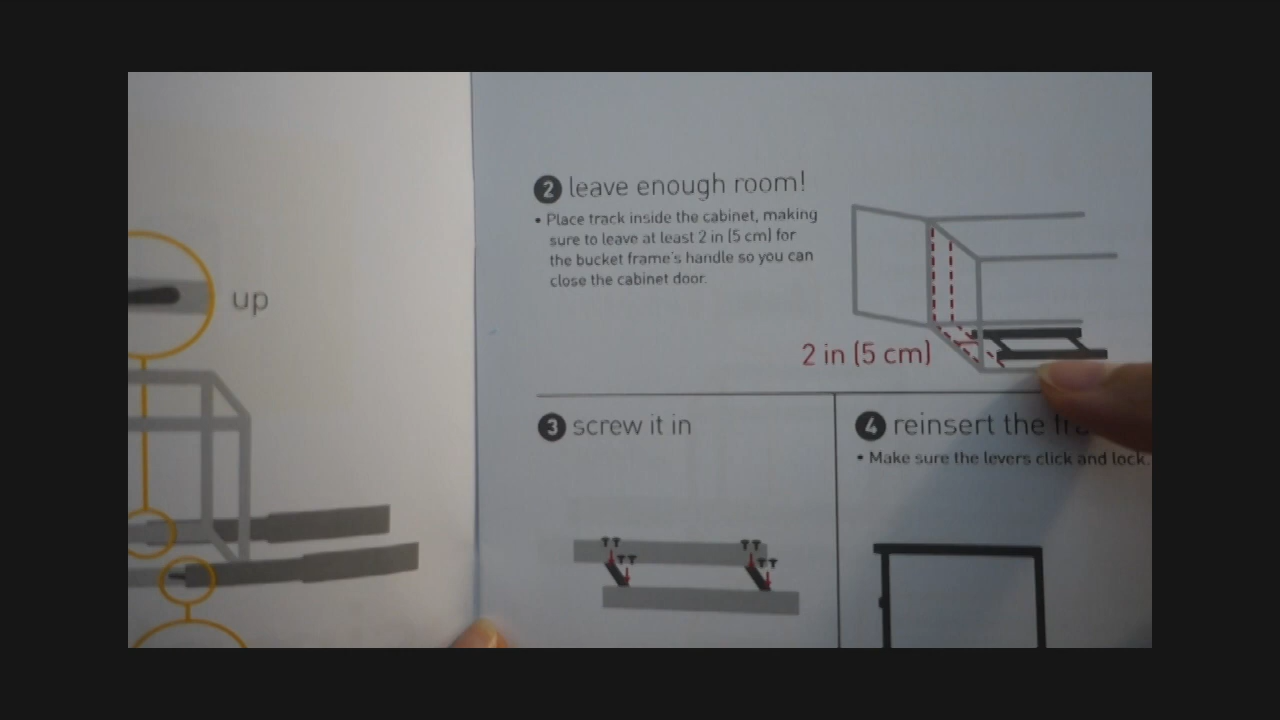 up
2 leave enough room!
• Place track inside the cabinet, making
sure to leave at least 2 in (5 cm) for
the bucket frame's handle so you can
close the cabinet door.
2 in (5 cm)
3 screw it in
4 reinsert the
• Make sure the levers click and lock.